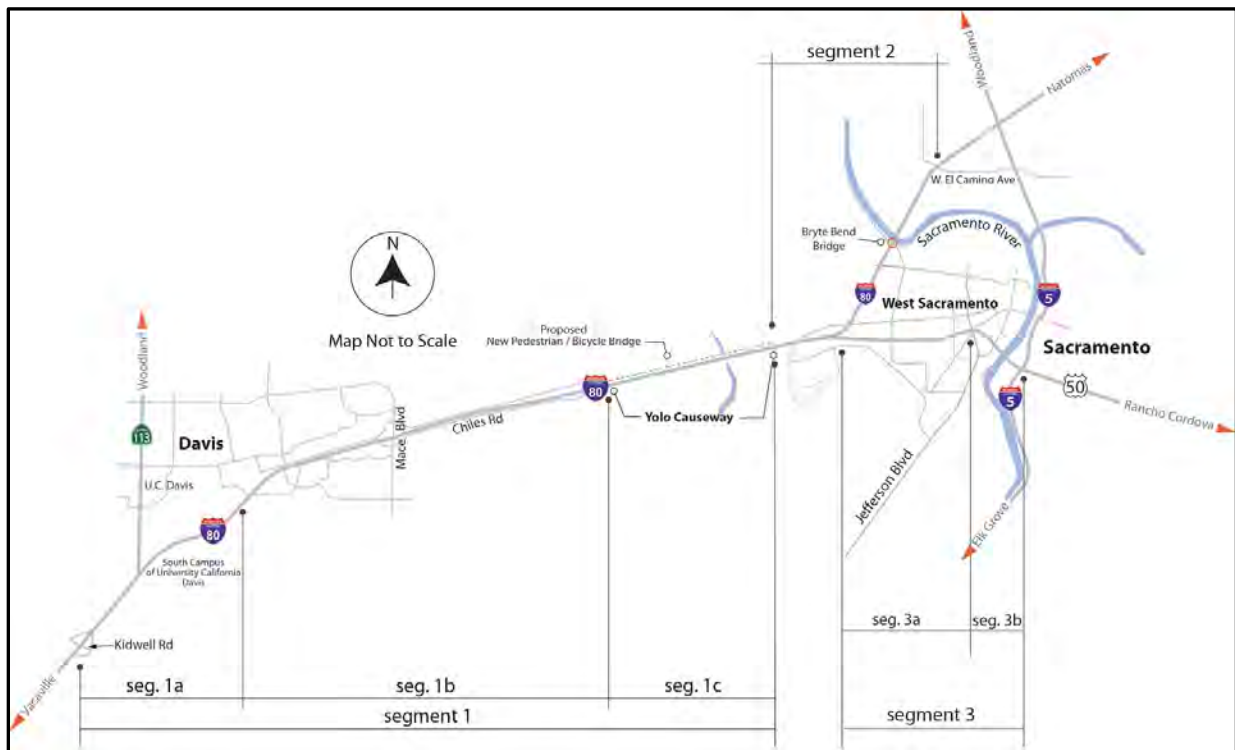 segment 2
Woodland
Natomiis
W. El Camino Ave
Bryte Bend
Bridge
Sacramento River
N
Map Not to Scale
80
West Sacramento
5
Proposed
New Pedestrian / Bicycle Bridge
Sacramento
Woodland
80
Yolo Causeway
5
50
Rancho Cordova
Chiles Rd
Mace. Blvd
113
Davis
U.C. Davis
Jefferson Blvd
80
South Campus
of University California
Davis
Elk Grove
Kidwell Rd
Vacaville
seg. 3a
seg. 3b
seg. 1a
seg. 1b
seg. 1c
segment 1
segment 3